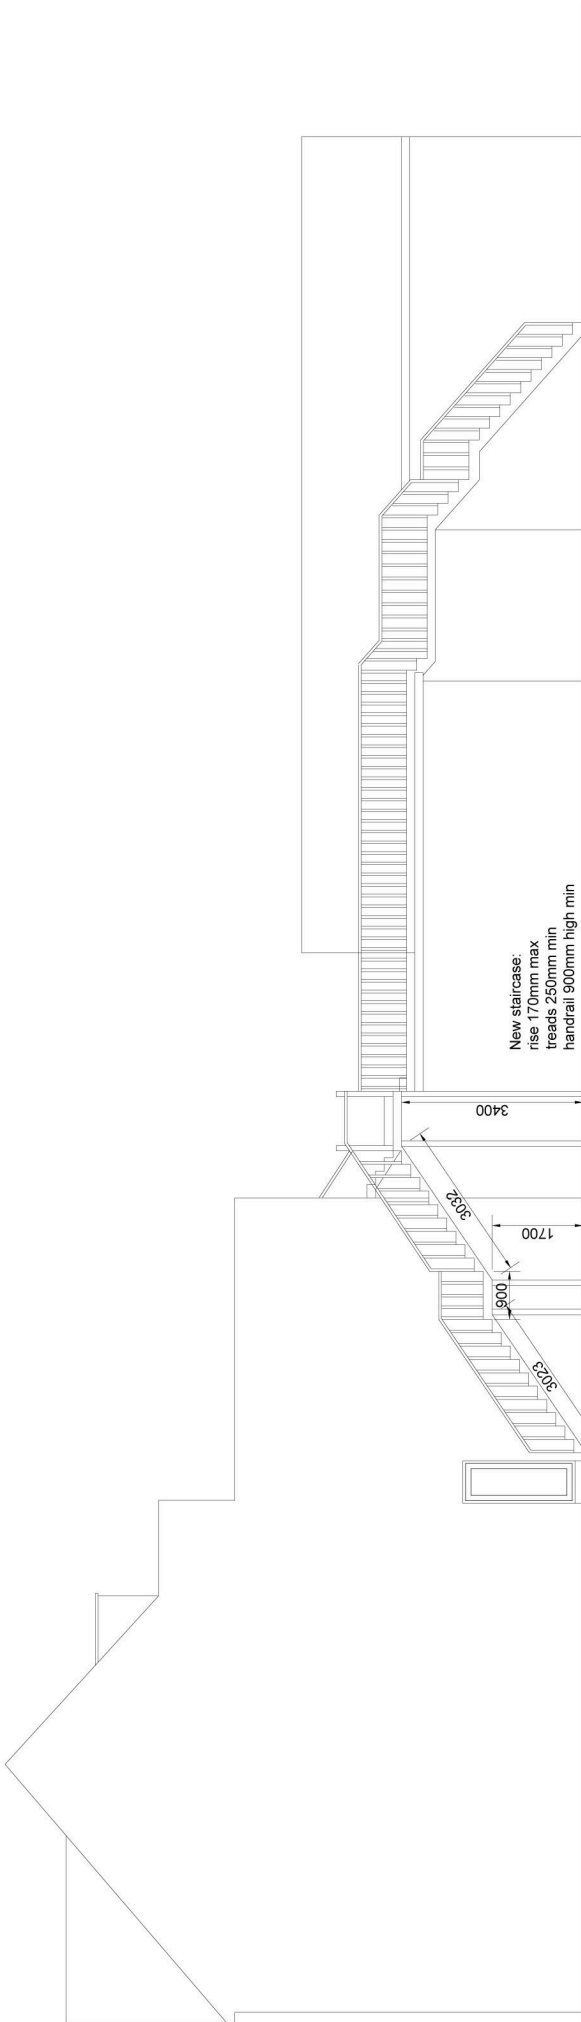 New staircase:
rise 170mm max
treads 250mm min
handrail 900mm high min
3400
3032
1700
900
3023